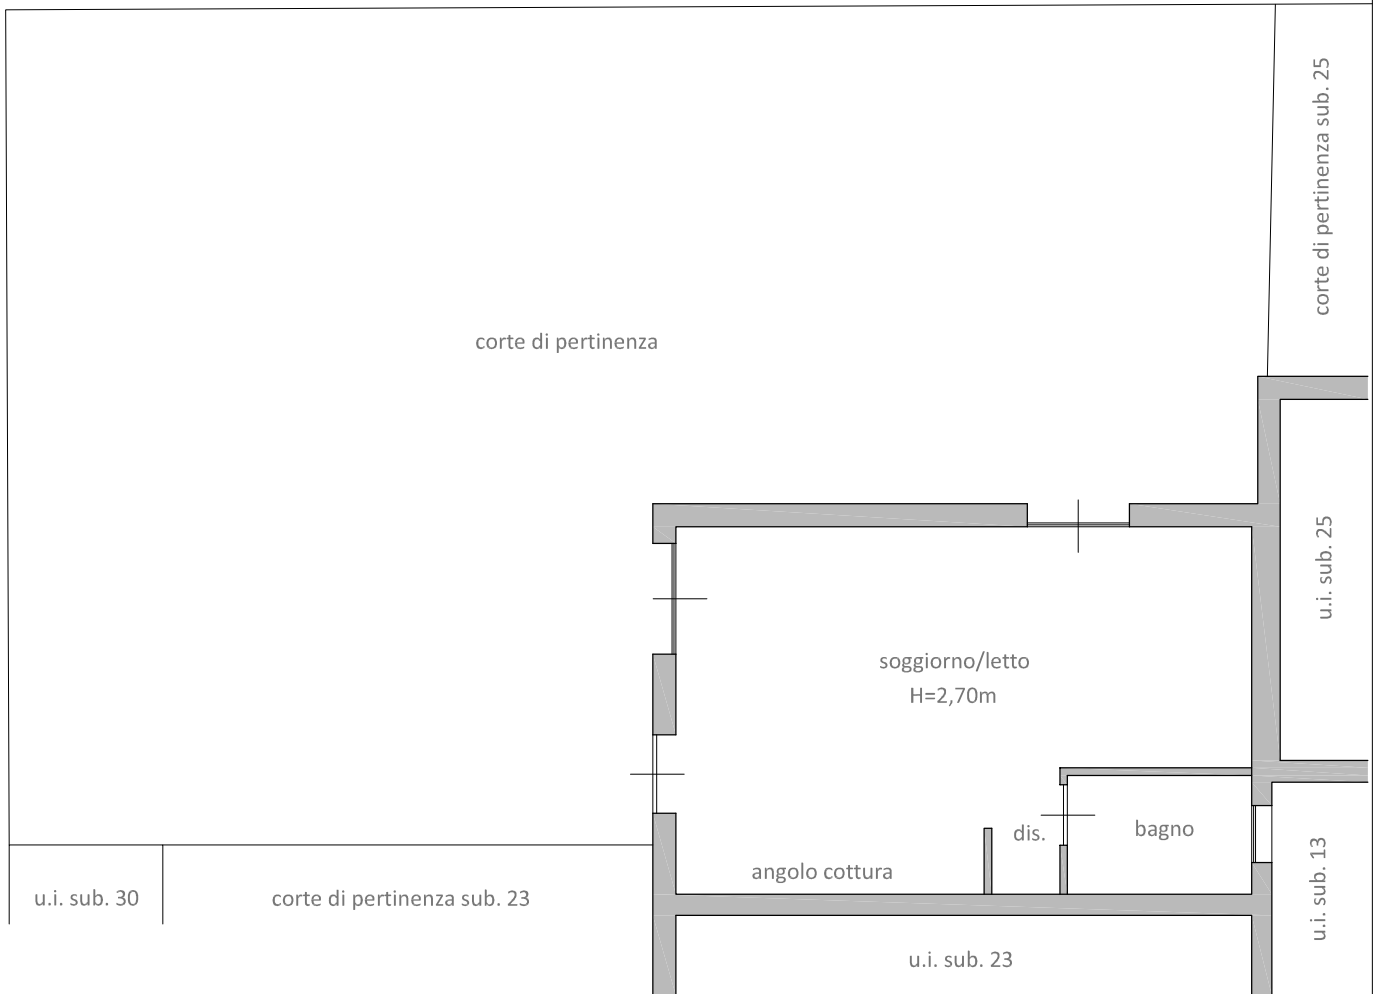 corte di pertinenza sub. 25
corte di pertinenza
u.i. sub. 25
soggiorno/letto
H=2,70m
dis.
bagno
angolo cottura
u.i. sub. 13
u.i. sub. 30
corte di pertinenza sub. 23
u.i. sub. 23